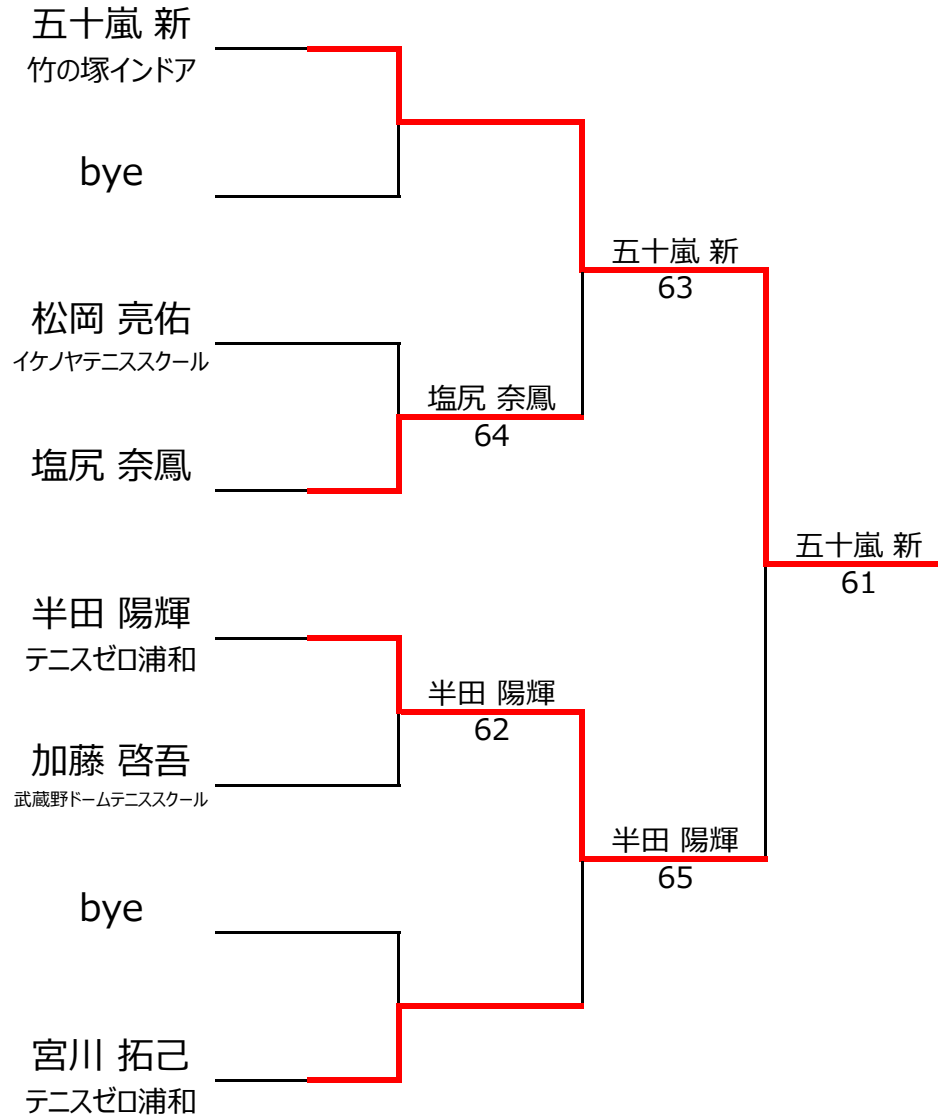 五十嵐 新
竹の塚インドア
bye
松岡 亮佑
イケノヤテニススクール
塩尻 奈鳳
半田 陽輝
テニスゼロ浦和
加藤 啓吾
武蔵野ドームテニススクール
bye
宮川 拓己
テニスゼロ浦和
塩尻 奈鳳
64
半田 陽輝
62
五十嵐 新
63
半田 陽輝
65
五十嵐 新
61